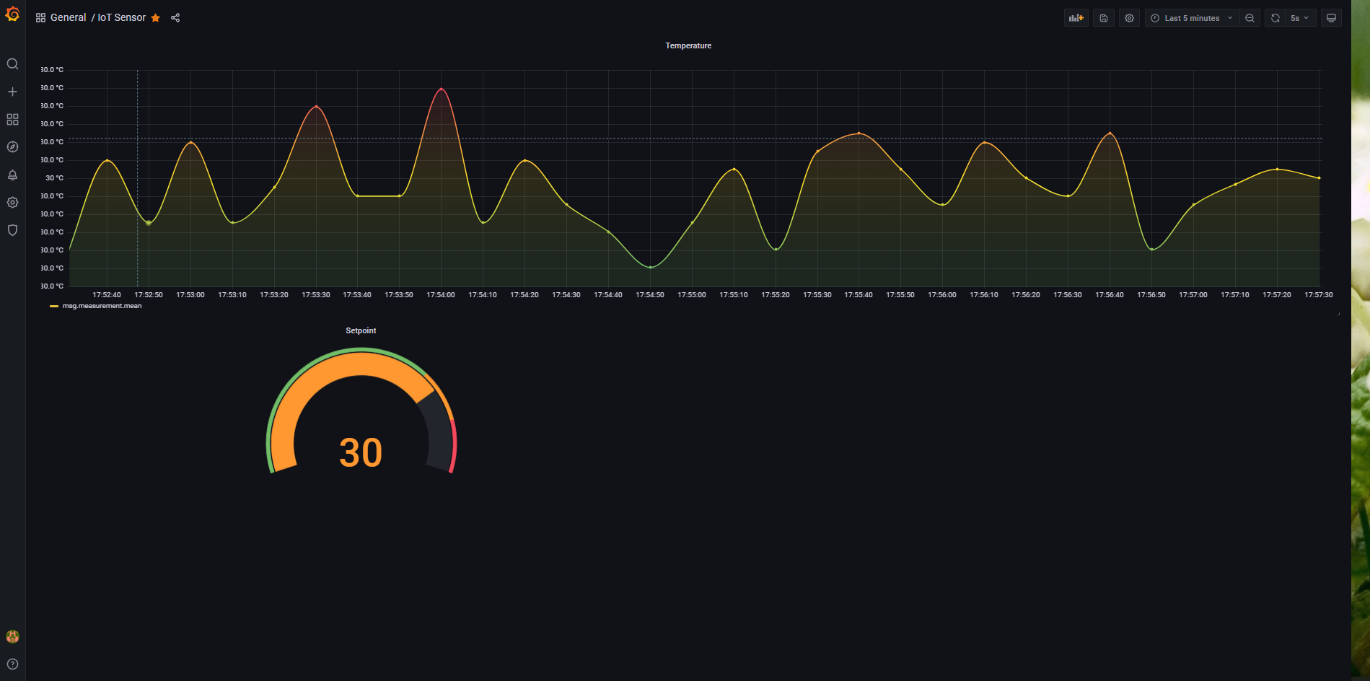 General / IoT Sensor
Last 5 minutes
5s
Temperature
30 °C
17:52:40 17:52:50 17:53:00 17:53:10 17:53:20 17:53:30 17:53:40 17:53:50 17:54:00 17:54:10 17:54:20 17:54:30 17:54:40 17:54:50 17:55:00 17:55:10 17:55:20 17:55:30 17:55:40 17:55:50 17:56:00 17:56:10 17:56:20 17:56:30 17:56:40 17:56:50 17:57:00 17:57:10 17:57:20 17:57:30
msg.measurement.mean
Setpoint
30